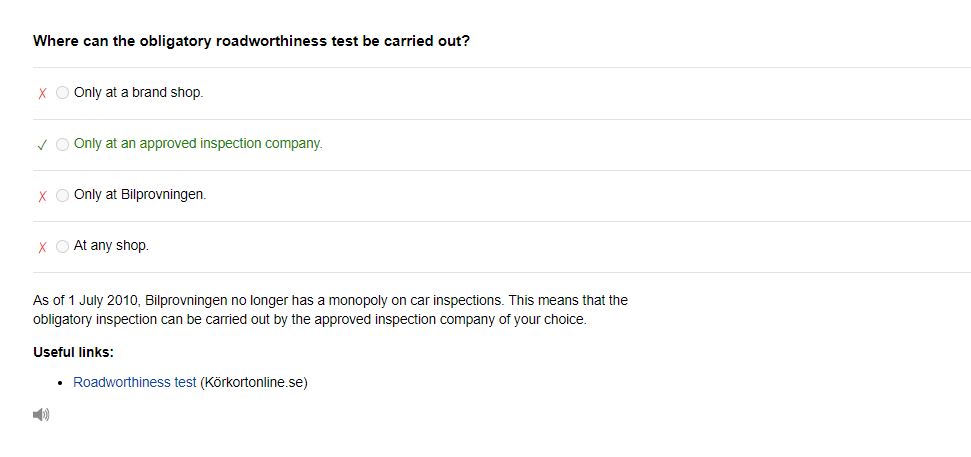 Where can the obligatory roadworthiness test be carried out?
Only at a brand shop.
Only at an approved inspection company.
Only at Bilprovningen.
At any shop.
As of 1 July 2010, Bilprovningen no longer has a monopoly on car inspections. This means that the
obligatory inspection can be carried out by the approved inspection company of your choice.
Useful links:
Roadworthiness test (Körkortonline.se)